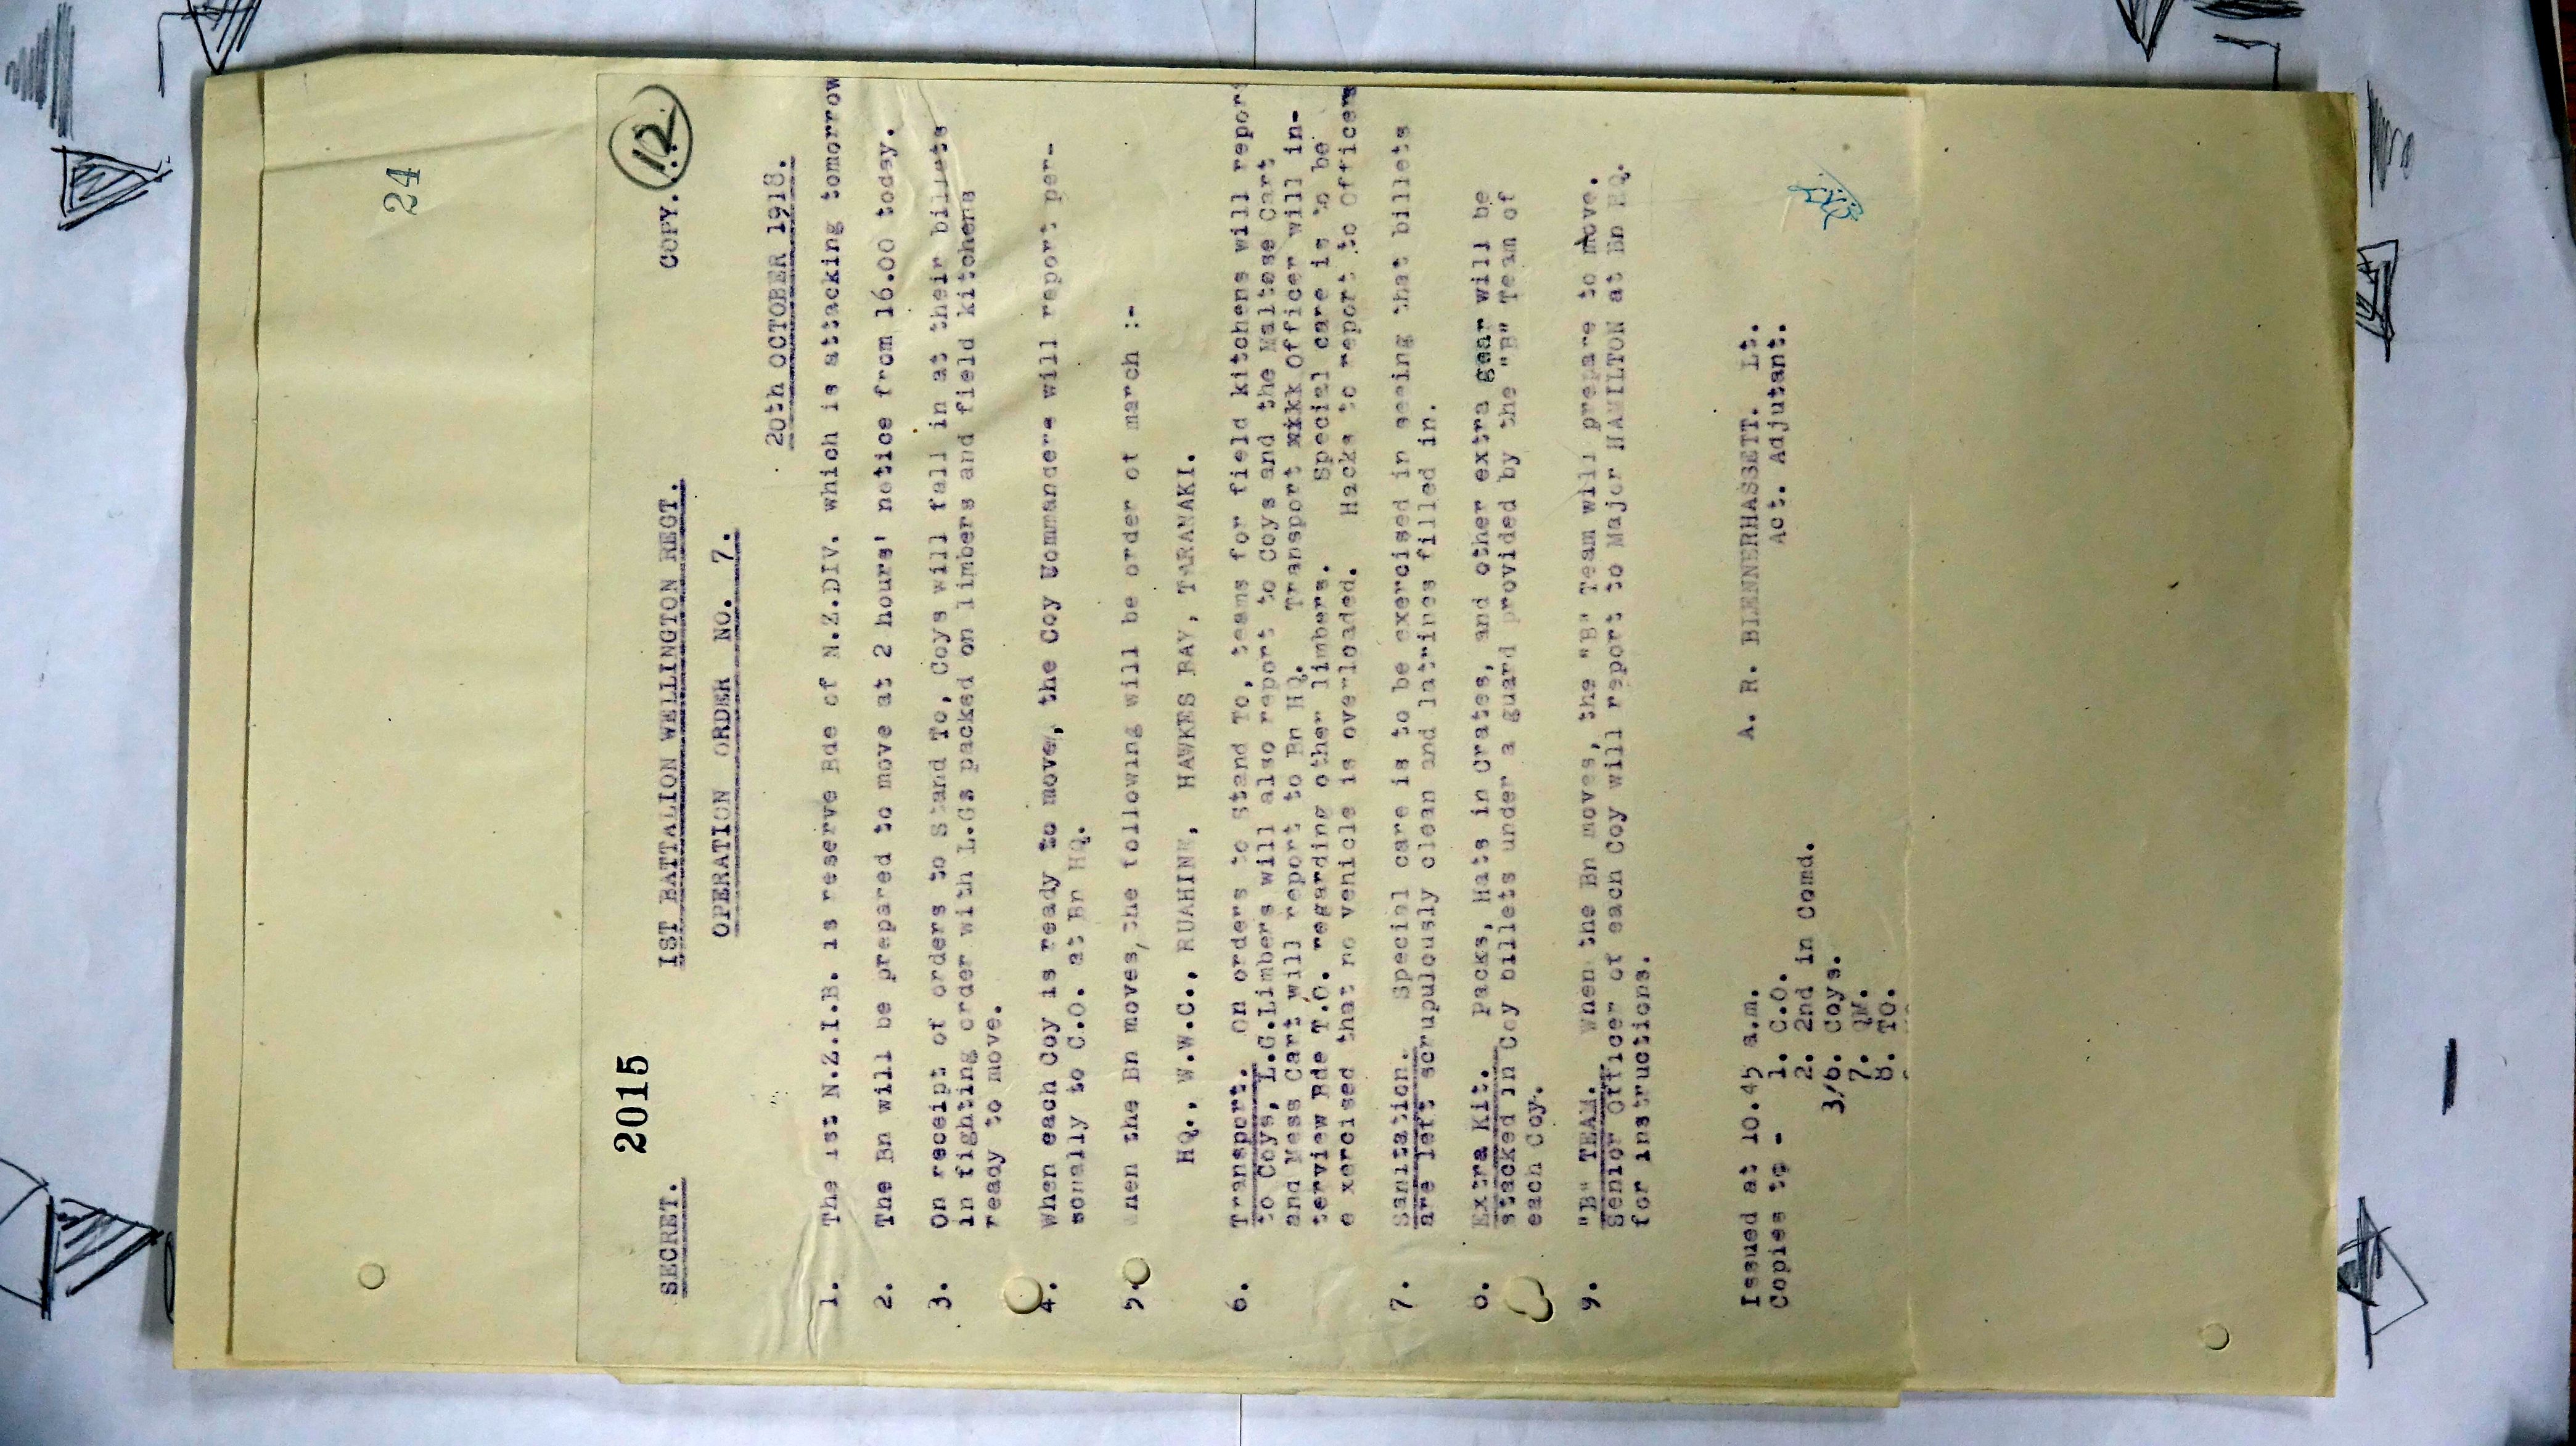 24
2015
SECRET. 1ST BATTALION WELLINGTON REGT. COPY. 12
OPERATION ORDER NO. 7.
20th OCTOBER 1918.
1. The 1st N.Z.I.B. is reserve Bde of N.Z.DIV. which is attacking tomorrow
2. The Bn will be prepared to move at 2 hours' notice from 16.00 today.
3. On receipt of orders to Stand To, Coys will fall in at their billets
in fighting order with L.Gs packed on limbers and field kitchens
ready to move.
4. When each Coy is ready to move, the Coy Commanders will report per-
sonally to C.O. at Bn HQ.
5. When the Bn moves, the following will be order of march :-
HQ., W.W.C., RUAHINE, HAWKES BAY, TARANAKI.
6. Transport. On orders to Stand To, teams for field kitchens will report
to Coys, L.G.Limbers will also report to Coys and the Maltese Cart
and Mess Cart will report to Bn HQ. Transport Officer will in-
terview Bde T.O. regarding other limbers. Special care is to be
e xercised that no vehicle is overloaded. Hacks to report to Officers
7. Sanitation. Special care is to be exercised in seeing that billets
are left scrupulously clean and latrines filled in.
8. Extra Kit. Packs, Hats in Crates, and other extra gear will be
stacked in Coy billets under a guard provided by the "B" Team of
each Coy.
9. "B" TEAM. When the Bn moves, the "B" Team will prepare to move.
Senior Officer of each Coy will report to Major HAMILTON at Bn HQ.
for instructions.
A. R. BLENNERHASSETT. Lt.
Act. Adjutant.
Issued at 10.45 a.m.
Copies to - 1. C.O.
2. 2nd in Comd.
3/6. Coys.
7. QM.
8. TO.